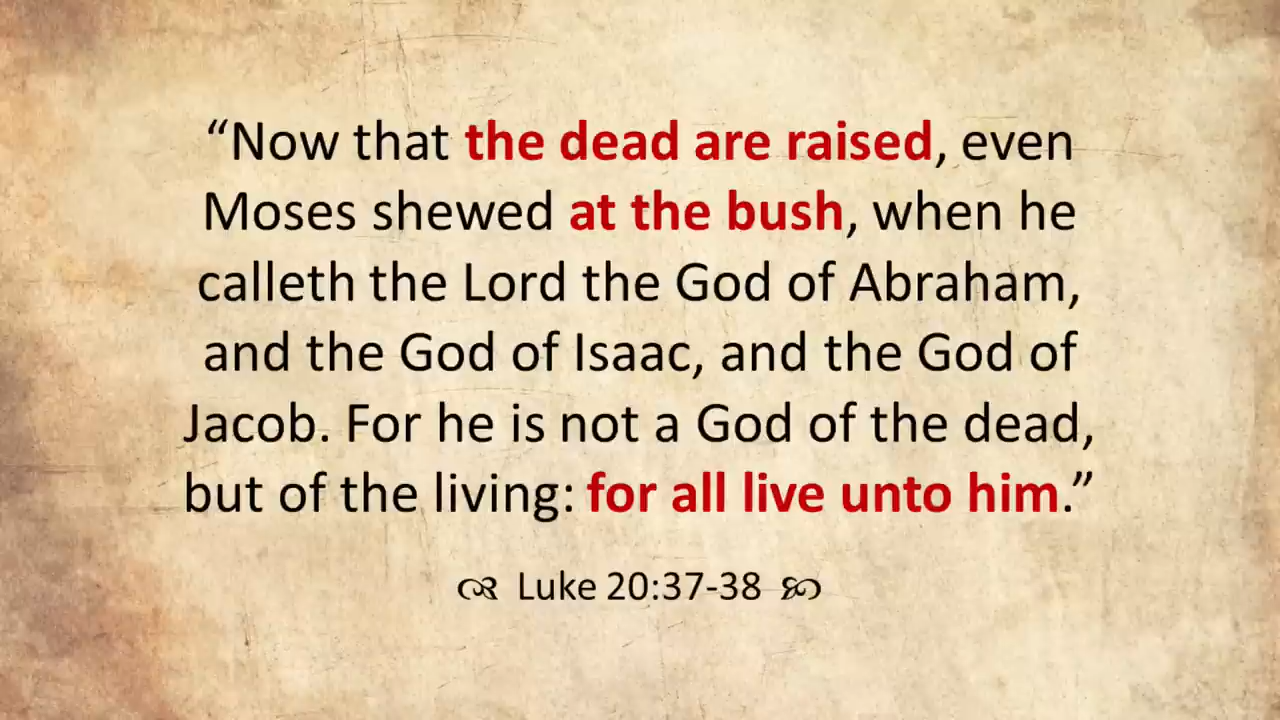 “Now that the dead are raised, even
Moses shewed at the bush, when he
calleth the Lord the God of Abraham,
and the God of Isaac, and the God of
Jacob. For he is not a God of the dead,
but of the living: for all live unto him.”
Luke 20:37-38